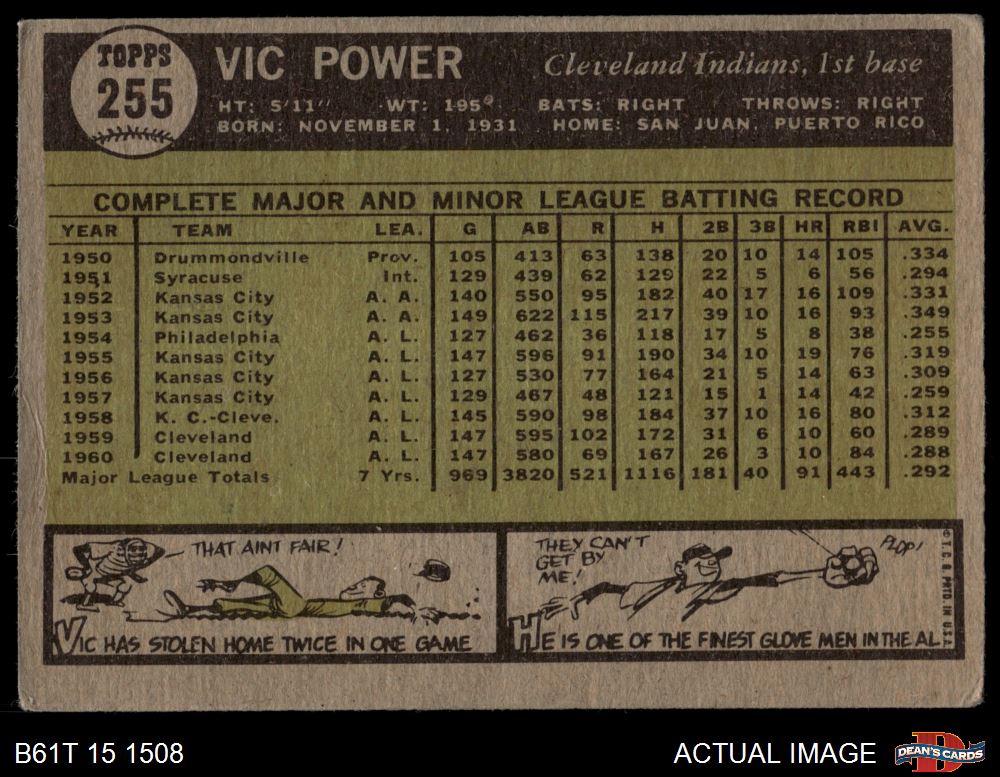 TOPPS
255
VIC POWER
Cleveland Indians, 1st base
HT: 5'11" WT: 195 BATS: RIGHT THROWS: RIGHT
BORN: NOVEMBER 1, 1931 HOME: SAN JUAN, PUERTO RICO
COMPLETE MAJOR AND MINOR LEAGUE BATTING RECORD
YEAR TEAM LEA. G AB R H 2B 3B HR RBI AVG.
1950 Drummondville Prov. 105 413 63 138 20 10 14 105 .334
1951 Syracuse Int. 129 439 62 129 22 5 6 56 .294
1952 Kansas City A. A. 140 550 95 182 40 17 16 109 .331
1953 Kansas City A. A. 149 622 115 217 39 10 16 93 .349
1954 Philadelphia A. L. 127 462 36 118 17 5 8 38 .255
1955 Kansas City A. L. 147 596 91 190 34 10 19 76 .319
1956 Kansas City A. L. 127 530 77 164 21 5 14 63 .309
1957 Kansas City A. L. 129 467 48 121 15 1 14 42 .259
1958 K. C.-Cleve. A. L. 145 590 98 184 37 10 16 80 .312
1959 Cleveland A. L. 147 595 102 172 31 6 10 60 .289
1960 Cleveland A. L. 147 580 69 167 26 3 10 84 .288
Major League Totals 7 Yrs. 969 3820 521 1116 181 40 91 443 .292
THAT AINT FAIR!
VIC HAS STOLEN HOME TWICE IN ONE GAME
THEY CAN'T
GET BY
ME!
PLOP!
HE IS ONE OF THE FINEST GLOVE MEN IN THE AL.
© T. C. G. PRTD. IN U.S.A.
B61T 15 1508
ACTUAL IMAGE
D
DEAN'S CARDS